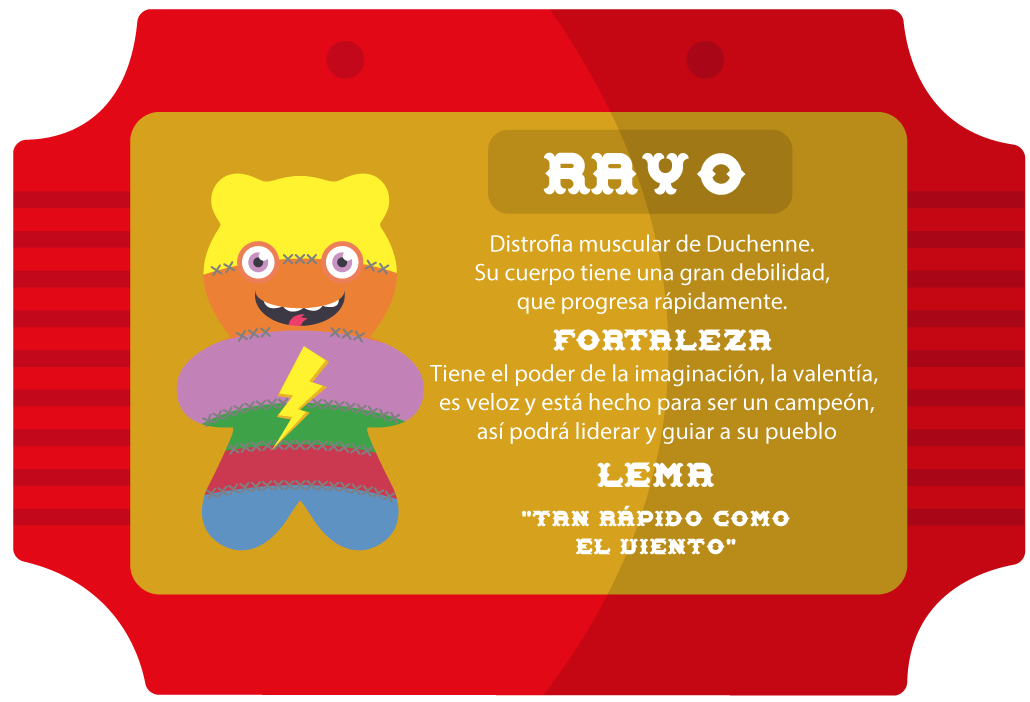 RAYO
Distrofia muscular de Duchenne.
Su cuerpo tiene una gran debilidad,
que progresa rápidamente.
FORTALEZA
Tiene el poder de la imaginación, la valentía,
es veloz y está hecho para ser un campeón,
así podrá liderar y guiar a su pueblo
LEMA
"TAN RÁPIDO COMO
EL VIENTO"